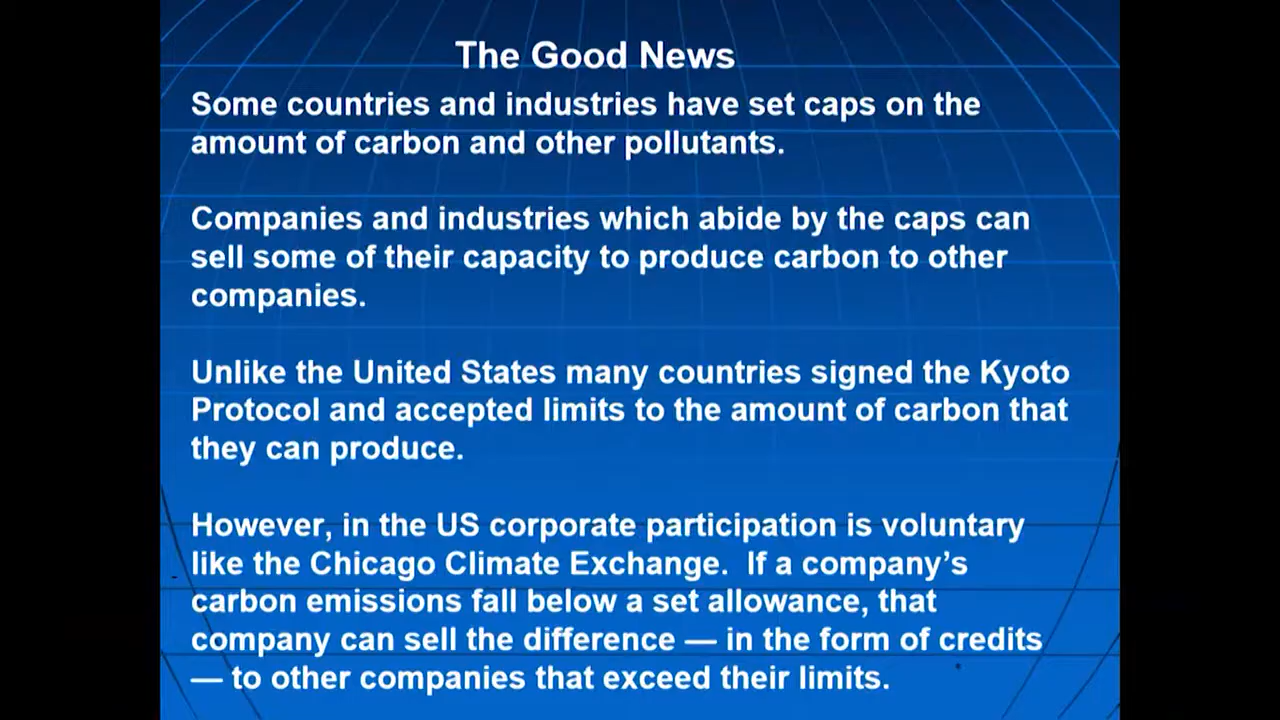 The Good News
Some countries and industries have set caps on the
amount of carbon and other pollutants.
Companies and industries which abide by the caps can
sell some of their capacity to produce carbon to other
companies.
Unlike the United States many countries signed the Kyoto
Protocol and accepted limits to the amount of carbon that
they can produce.
However, in the US corporate participation is voluntary
like the Chicago Climate Exchange.  If a company’s
carbon emissions fall below a set allowance, that
company can sell the difference — in the form of credits
— to other companies that exceed their limits.